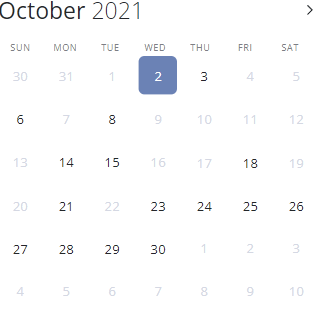 October 2021
SUN MON TUE WED THU FRI SAT
30 31 1 2 3 4 5
6 7 8 9 10 11 12
13 14 15 16 17 18 19
20 21 22 23 24 25 26
27 28 29 30 1 2 3
4 5 6 7 8 9 10